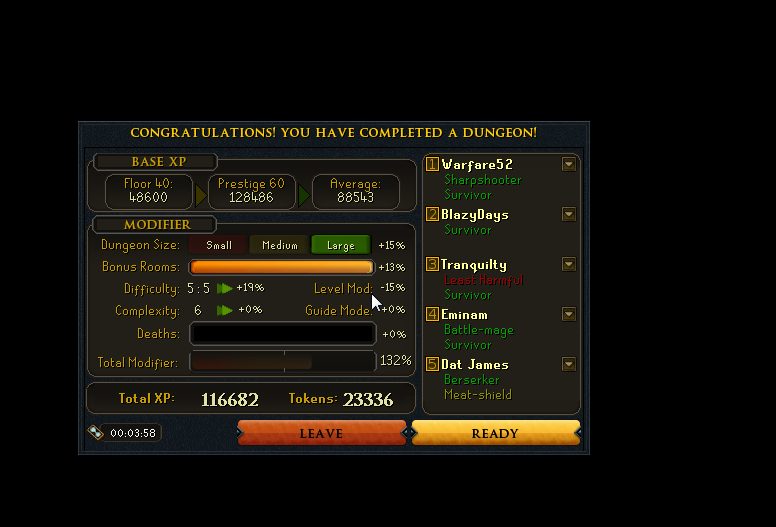 CONGRATULATIONS! YOU HAVE COMPLETED A DUNGEON!
BASE XP
Floor 40: Prestige 60 Average:
48600 128486 88543
MODIFIER
Dungeon Size: Small Medium Large +15%
Bonus Rooms: +13%
Difficulty: 5 : 5 +19% Level Mod: -15%
Complexity: 6 +0% Guide Mode: +0%
Deaths: +0%
Total Modifier: 132%
Total XP: 116682 Tokens: 23336
00:03:58
LEAVE
READY
1 Warfare52
Sharpshooter
Survivor
2 BlazyDays
Survivor
3 Tranquilty
Least Harmful
Survivor
4 Eminam
Battle-mage
Survivor
5 Dat James
Berserker
Meat-shield